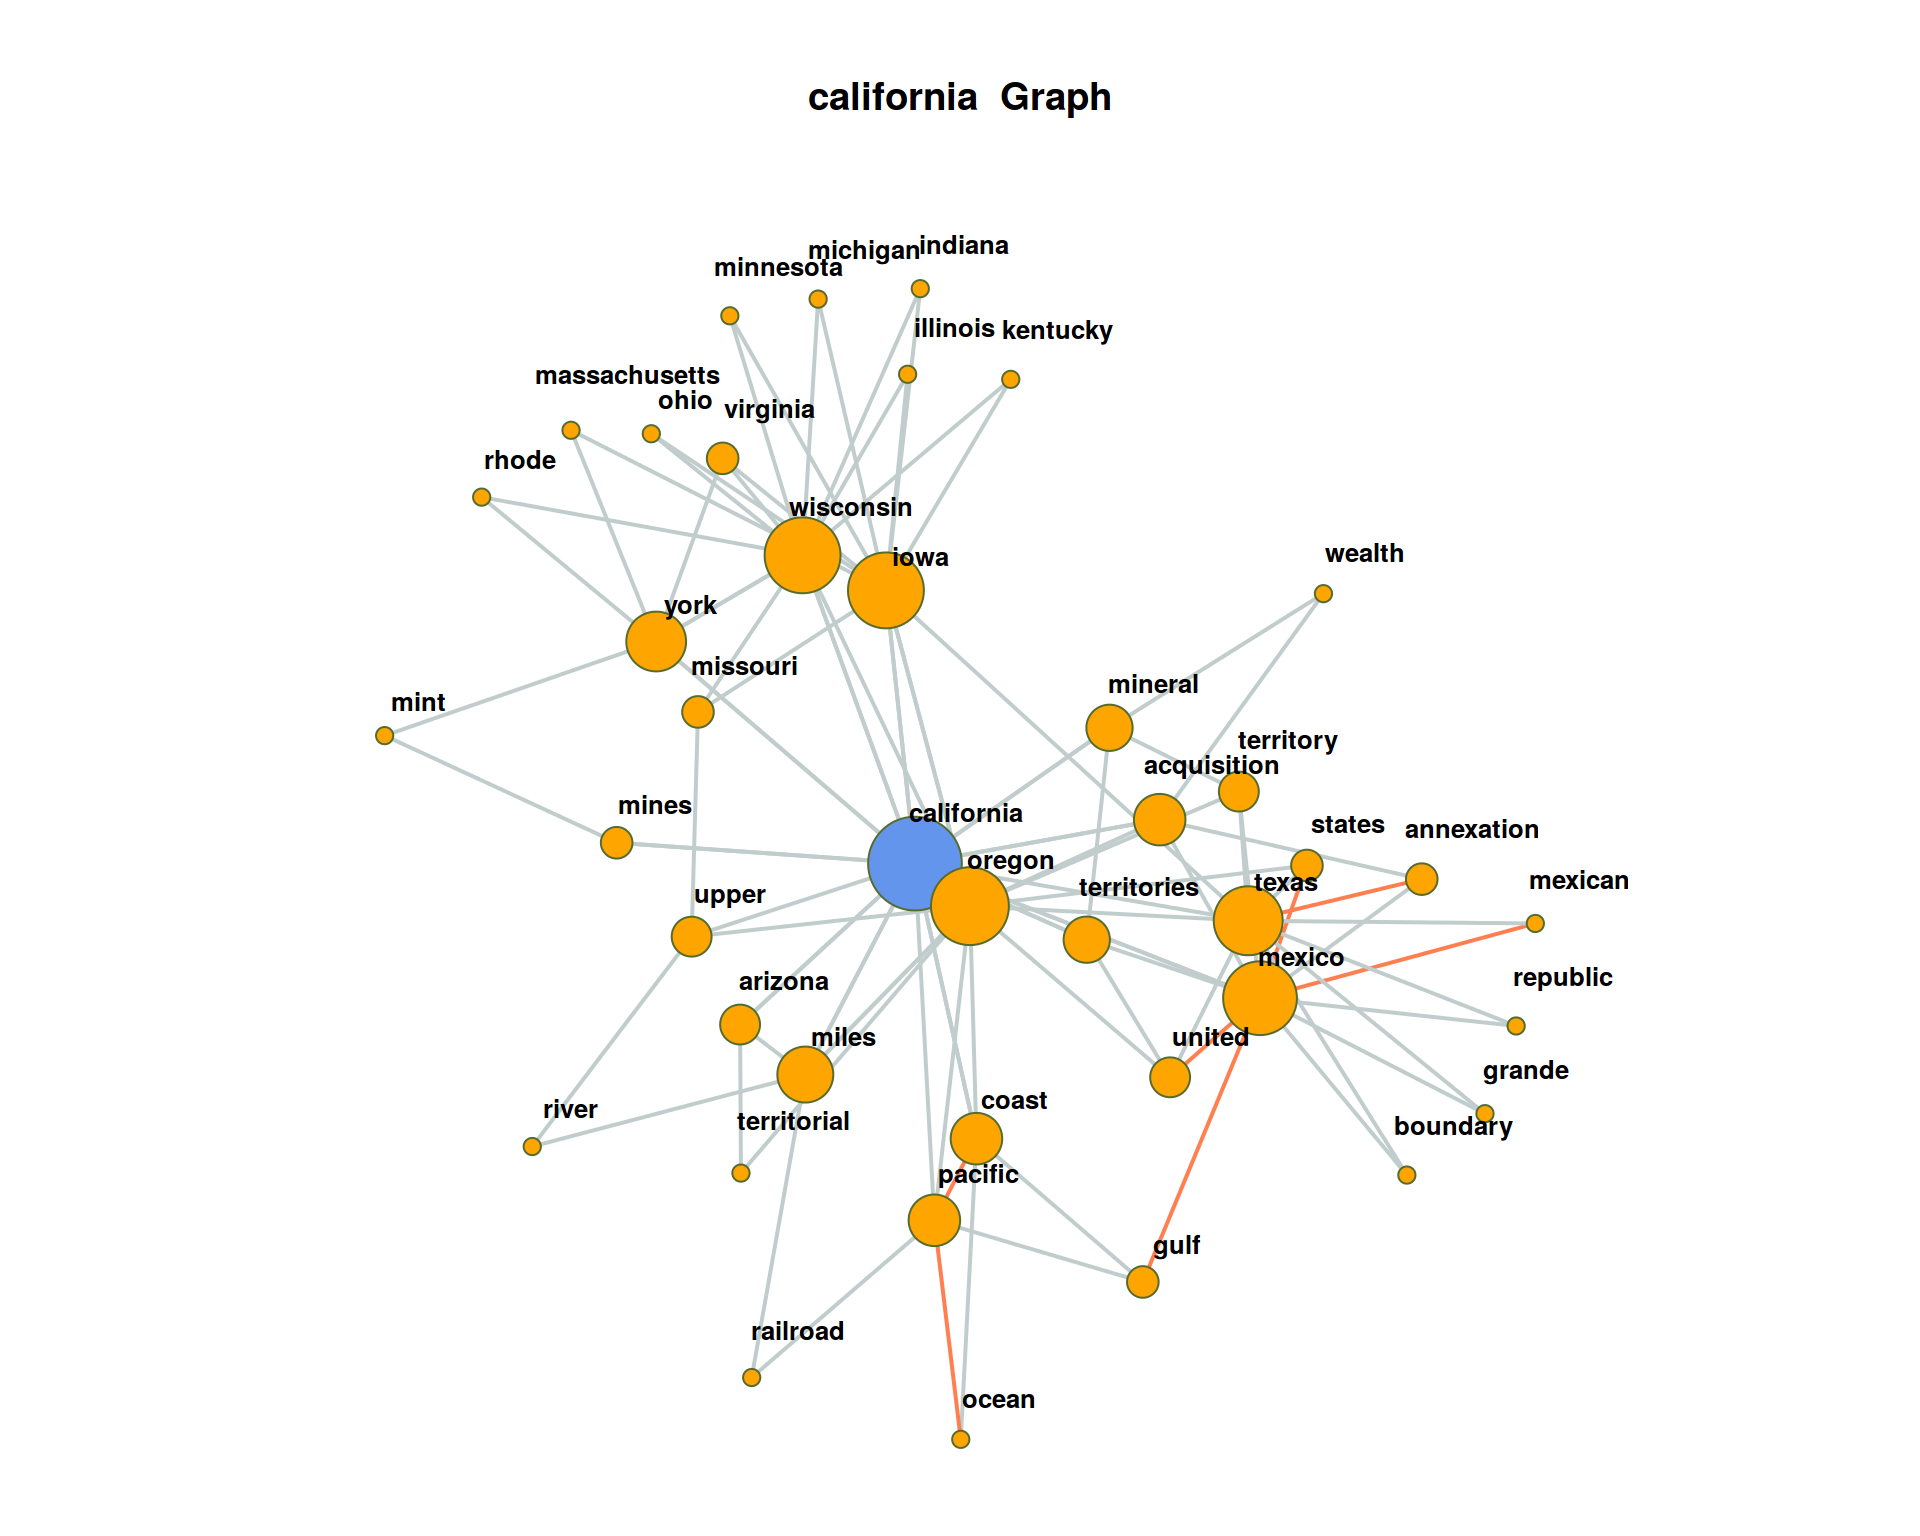 california  Graph
indiana
michigan
minnesota
illinois
kentucky
massachusetts
ohio
virginia
rhode
wisconsin
iowa
wealth
york
missouri
mineral
mint
territory
acquisition
mines
california
states
annexation
oregon
mexican
texas
territories
upper
mexico
republic
arizona
miles
united
grande
coast
river
territorial
boundary
pacific
gulf
railroad
ocean